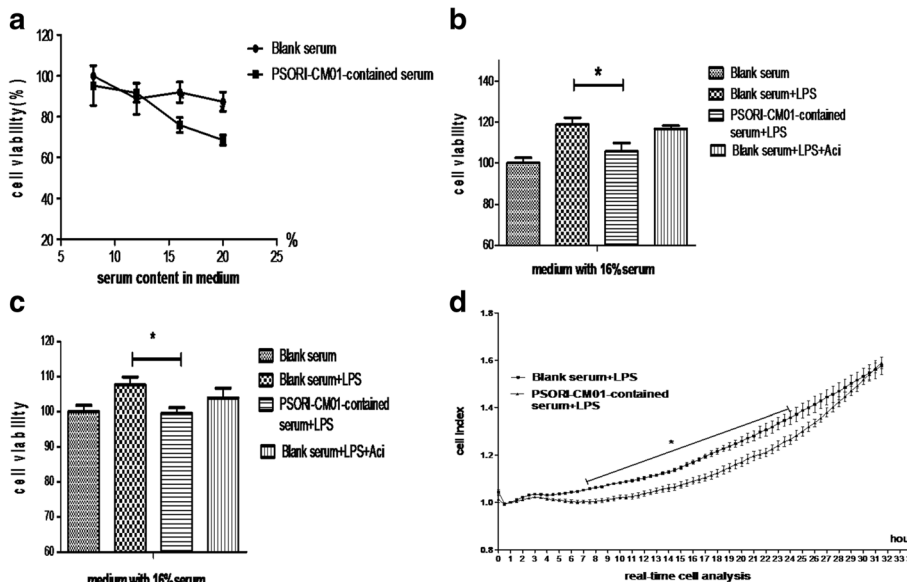 a
120
100
80
60
40
20
cell viability(%)
5 10 15 20 25
%
serum content in medium
Blank serum
PSORI-CM01-contained serum
b
140
120
100
80
60
cell viability
*
medium with 16%serum
Blank serum
Blank serum+LPS
PSORI-CM01-contained
serum+LPS
Blank serum+LPS+Aci
c
120
110
100
90
80
70
60
cell viability
*
medium with 16%serum
Blank serum
Blank serum+LPS
PSORI-CM01-contained
serum+LPS
Blank serum+LPS+Aci
d
1.8
1.6
1.4
1.2
1.0
0.8
cell index
Blank serum+LPS
PSORI-CM01-contained
serum+LPS
*
hou
0 1 2 3 4 5 6 7 8 9 10 11 12 13 14 15 16 17 18 19 20 21 22 23 24 25 26 27 28 29 30 31 32 33
real-time cell analysis